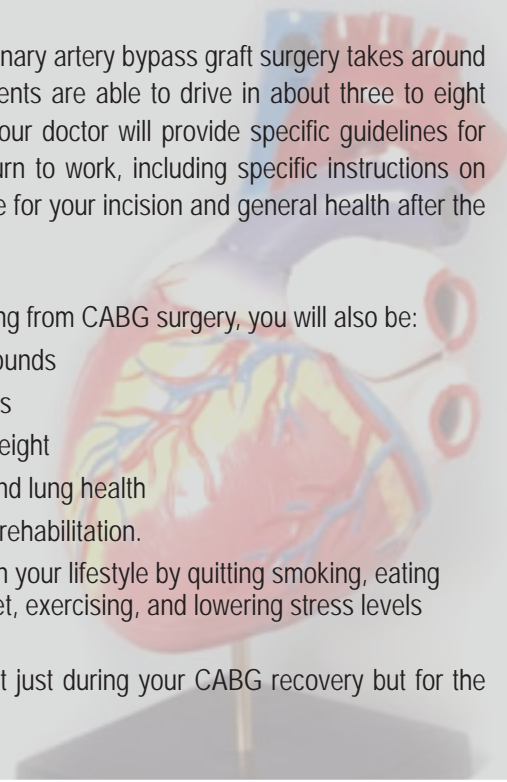 nary artery bypass graft surgery takes around
ents are able to drive in about three to eight
our doctor will provide specific guidelines for
urn to work, including specific instructions on
e for your incision and general health after the
ng from CABG surgery, you will also be:
ounds
s
eight
nd lung health
rehabilitation.
n your lifestyle by quitting smoking, eating
et, exercising, and lowering stress levels
t just during your CABG recovery but for the